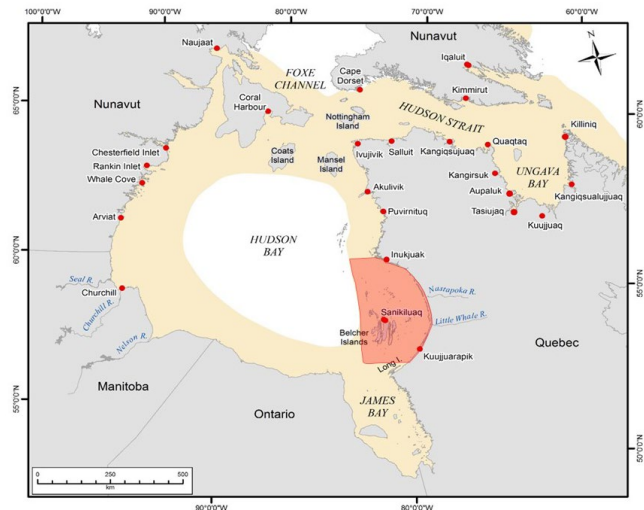 100°0'0"W
90°0'0"W
80°0'0"W
70°0'0"W
60°0'0"W
Naujaat
Nunavut
N
FOXE
CHANNEL
Cape
Dorset
Iqaluit
65°0'0"N
Nunavut
Coral
Harbour
Kimmirut
60°0'0"N
HUDSON STRAIT
Nottingham
Island
Killiniq
Chesterfield Inlet
Coats
Island
Mansel
Island
Ivujivik
Salluit
Kangiqsujuaq
Quaqtaq
Rankin Inlet
UNGAVA
BAY
Whale Cove
Kangirsuk
Akulivik
Aupaluk
Kangiqsualujjuaq
Arviat
Puvirnituq
Tasiujaq
Kuujjuaq
60°0'0"N
HUDSON
BAY
Inukjuak
55°0'0"N
Seal R.
Churchill
Nastapoka R.
Churchill R.
Sanikiluaq
Little Whale R.
Nelson R.
Belcher
Islands
Quebec
Kuujjuarapik
Long I.
Manitoba
55°0'0"N
JAMES
BAY
Ontario
50°0'0"N
0
250
500
km
90°0'0"W
80°0'0"W
70°0'0"W